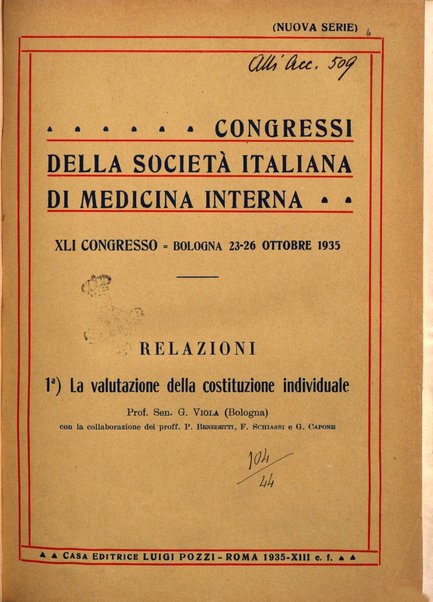 (NUOVA SERIE)
Atti Acc. 509
CONGRESSI
DELLA SOCIETÀ ITALIANA
DI MEDICINA INTERNA
XLI CONGRESSO = BOLOGNA 23-26 OTTOBRE 1935
RELAZIONI
1ª) La valutazione della costituzione individuale
Prof. Sen. G. VIOLA (Bologna)
con la collaborazione dei proff. P. BENEDETTI, F. SCHIASSI e G. CAPONE
104/44
CASA EDITRICE LUIGI POZZI - ROMA 1935-XIII e. f.